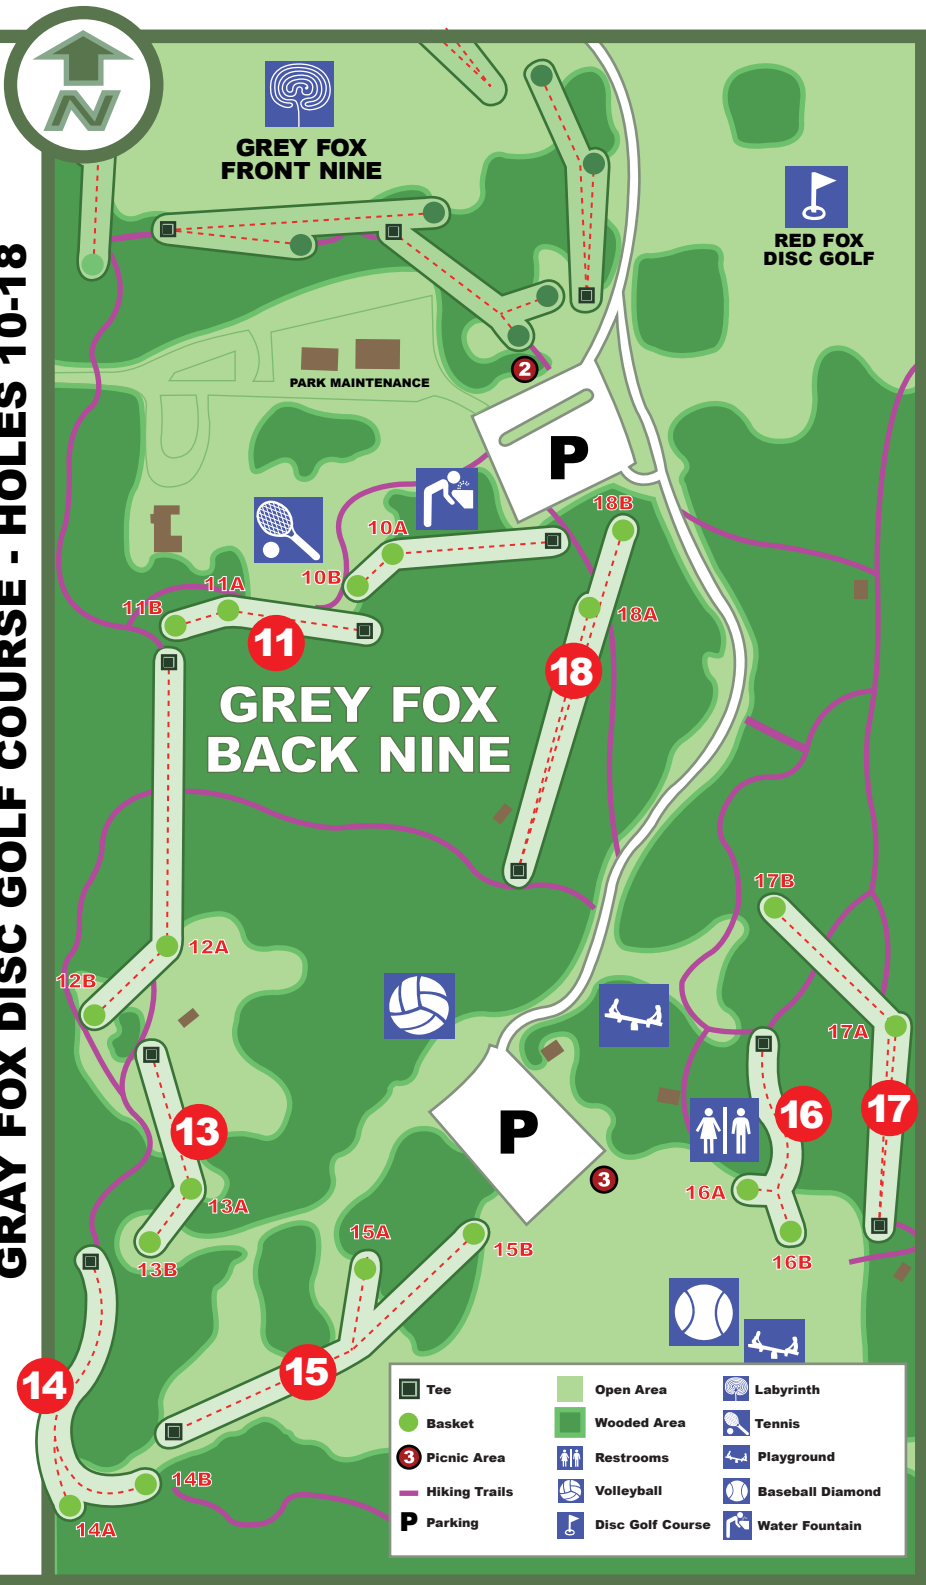 N
GRAY FOX DISC GOLF COURSE - HOLES 10-18
GREY FOX
FRONT NINE
RED FOX
DISC GOLF
2
PARK MAINTENANCE
P
18B
10A
10B
11A
11B
18A
11
18
GREY FOX
BACK NINE
17B
12A
12B
17A
13
P
16
17
3
16A
13A
15A
15B
16B
13B
14
15
14B
14A
Tee
Basket
3 Picnic Area
Hiking Trails
P Parking
Open Area
Wooded Area
Restrooms
Volleyball
Disc Golf Course
Labyrinth
Tennis
Playground
Baseball Diamond
Water Fountain